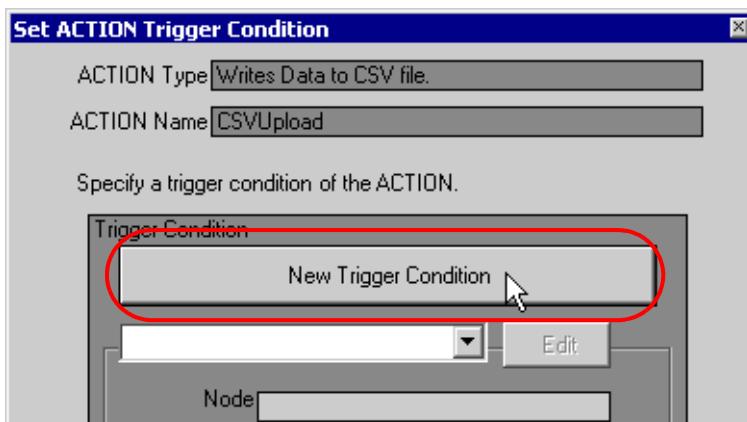 Set ACTION Trigger Condition
ACTION Type Writes Data to CSV file.
ACTION Name CSVUpload
Specify a trigger condition of the ACTION.
Trigger Condition
New Trigger Condition
Edit
Node